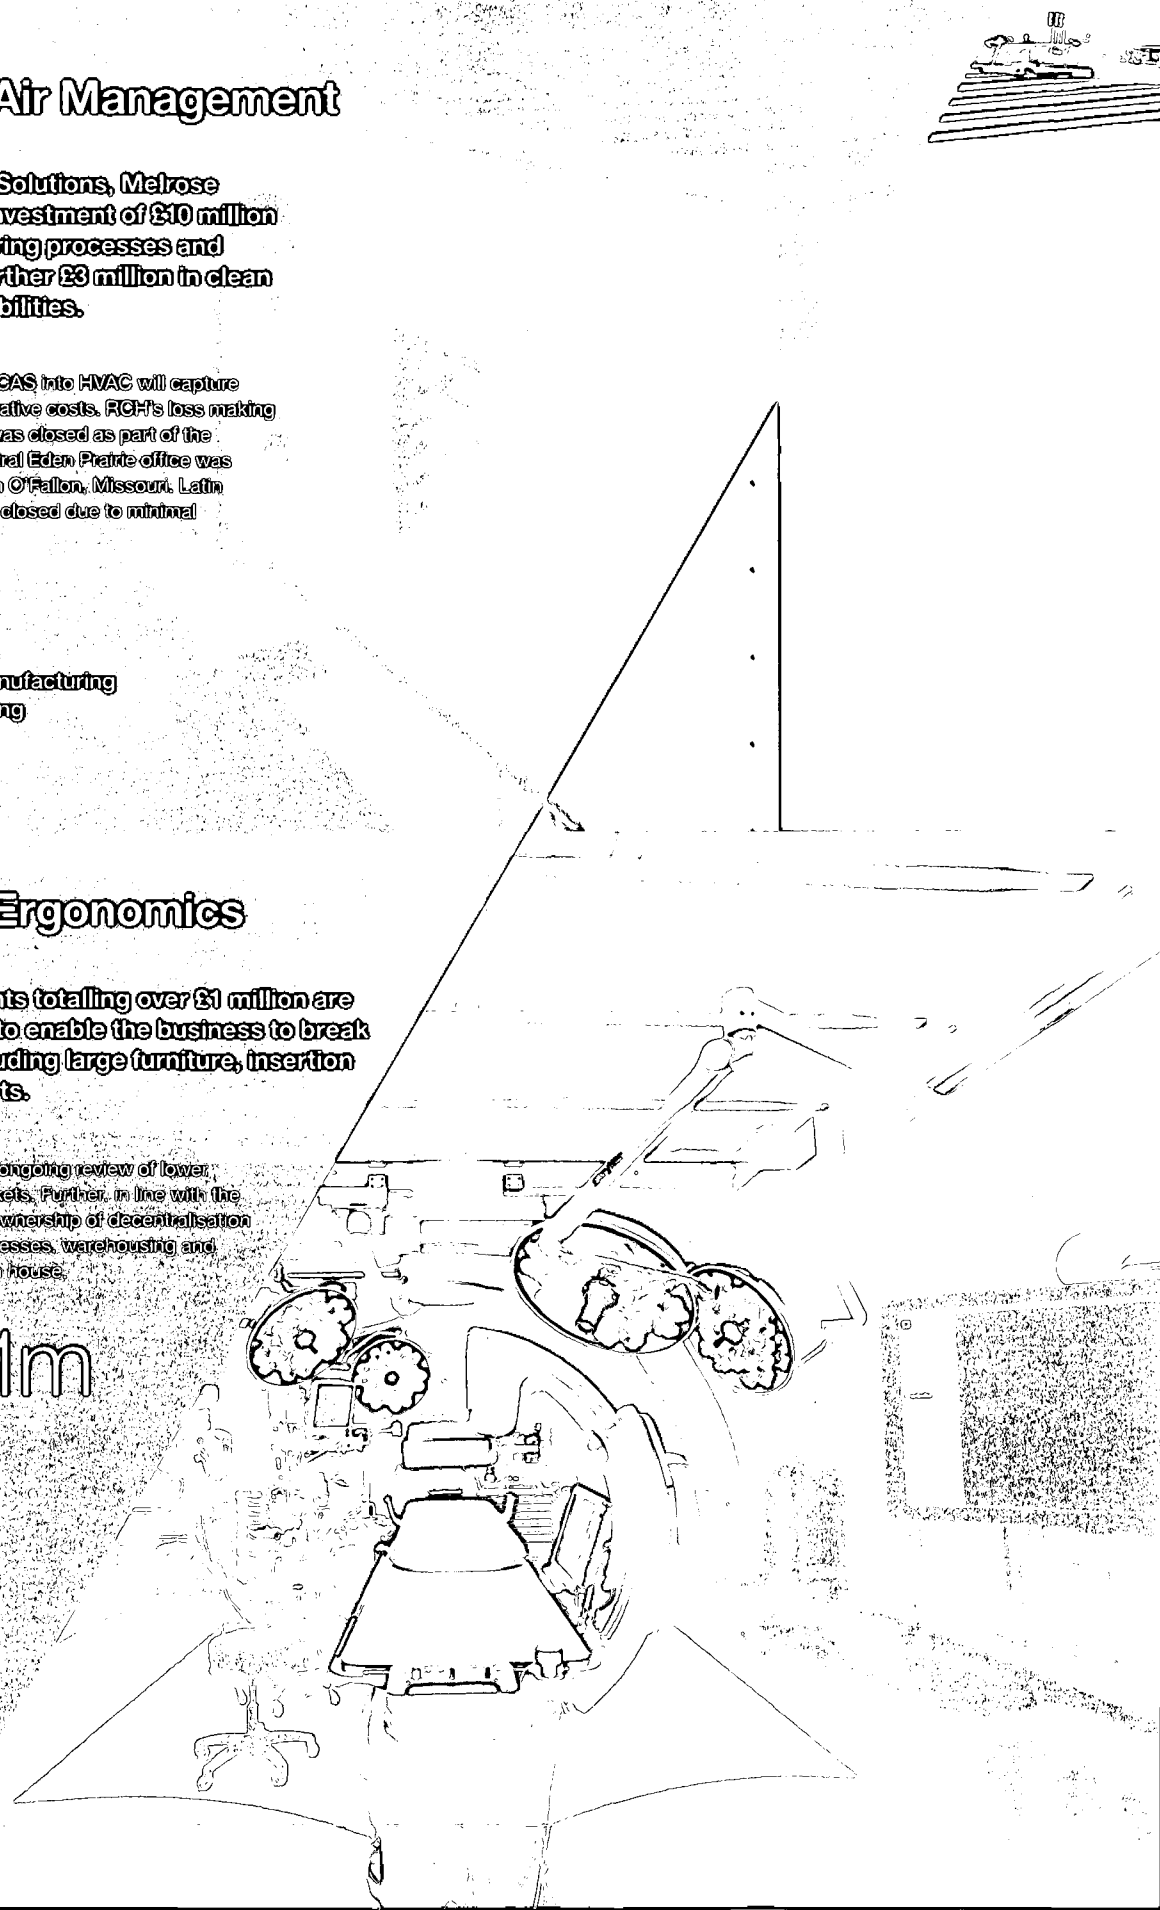 Air Management
Solutions, Melrose
nvestment of £10 million
ring processes and
rther £3 million in clean
bilities.
CAS into HVAC will capture
ative costs. RCH's loss making
was closed as part of the
ral Eden Prairie office was
n O'Fallon, Missouri. Latin
closed due to minimal
nufacturing
ng
Ergonomics
nts totalling over £1 million are
to enable the business to break
uding large furniture, insertion
ts.
ongoing review of lower
kets. Further, in line with the
wnership of decentralisation
esses, warehousing and
n house.
1m